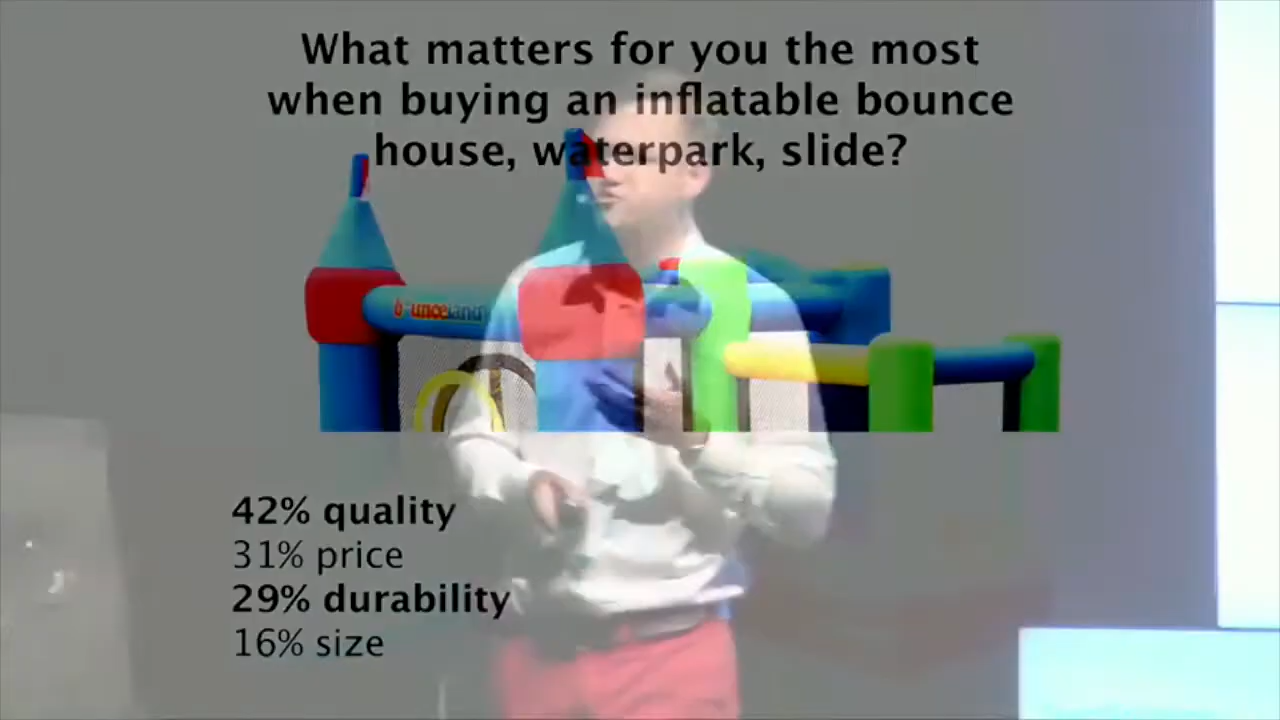 What matters for you the most
when buying an inflatable bounce
house, waterpark, slide?
bounceland
42% quality
31% price
29% durability
16% size